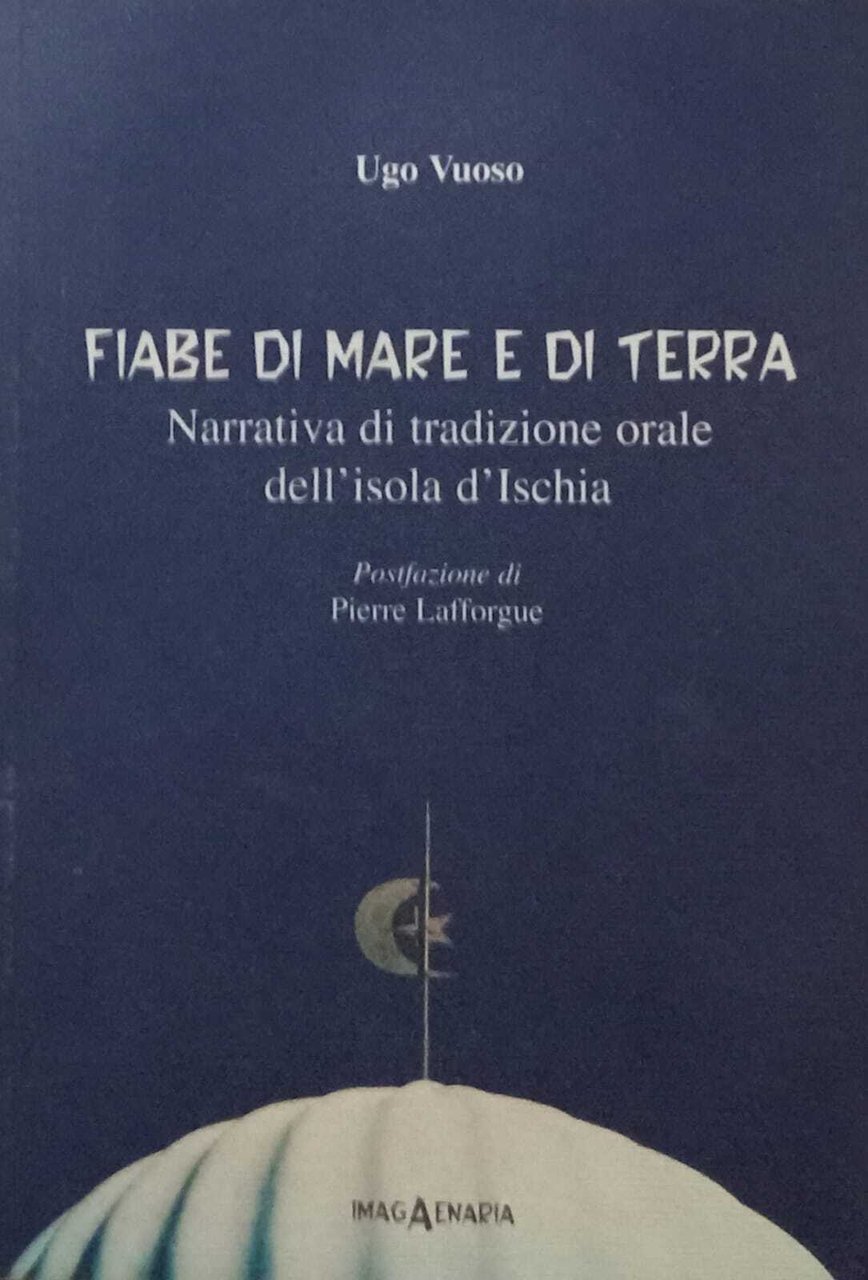 Ugo Vuoso
FIABE DI MARE E DI TERRA
Narrativa di tradizione orale
dell'isola d'Ischia
Postfazione di
Pierre Lafforgue
IMAGAENARIA